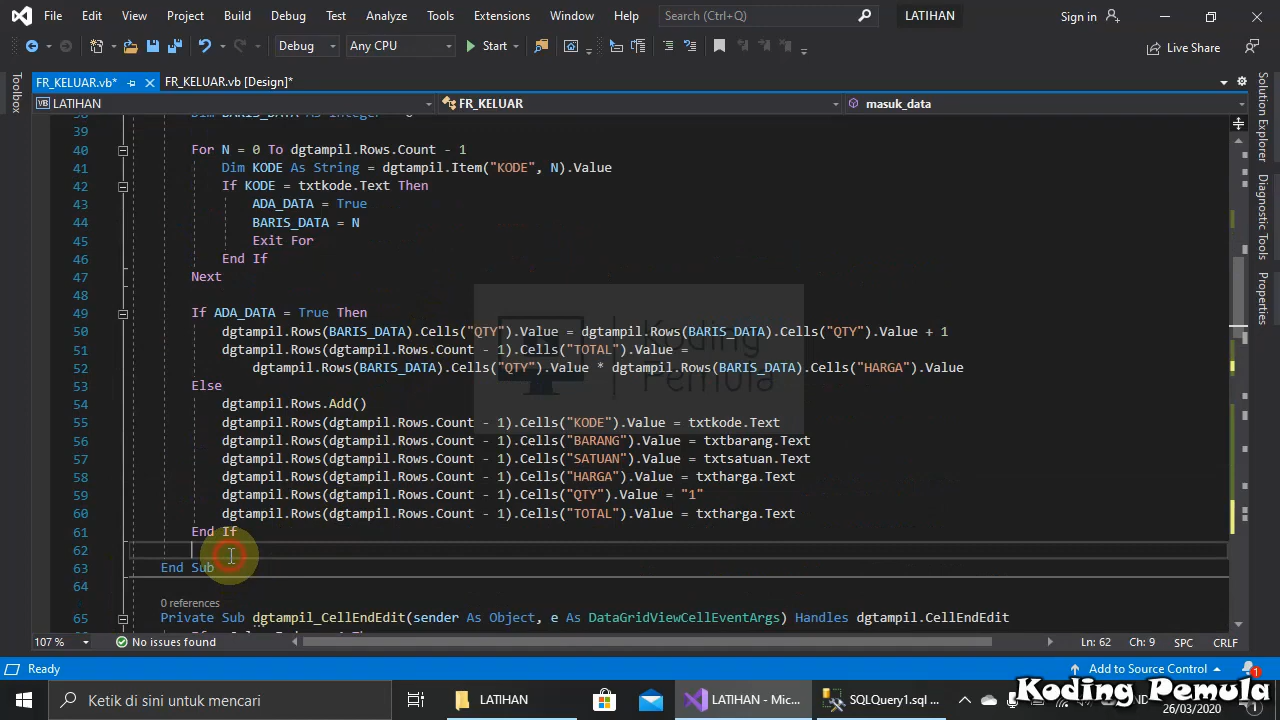 File Edit View Project Build Debug Test Analyze Tools Extensions Window Help Search (Ctrl+Q) LATIHAN Sign in
Debug Any CPU Start Live Share
FR_KELUAR.vb* FR_KELUAR.vb [Design]*
LATIHAN FR_KELUAR masuk_data
Toolbox
Solution Explorer
Diagnostic Tools
Properties
39
40 For N = 0 To dgtampil.Rows.Count - 1
41 Dim KODE As String = dgtampil.Item("KODE", N).Value
42 If KODE = txtkode.Text Then
43 ADA_DATA = True
44 BARIS_DATA = N
45 Exit For
46 End If
47 Next
48
49 If ADA_DATA = True Then
50 dgtampil.Rows(BARIS_DATA).Cells("QTY").Value = dgtampil.Rows(BARIS_DATA).Cells("QTY").Value + 1
51 dgtampil.Rows(dgtampil.Rows.Count - 1).Cells("TOTAL").Value =
52 dgtampil.Rows(BARIS_DATA).Cells("QTY").Value * dgtampil.Rows(BARIS_DATA).Cells("HARGA").Value
53 Else
54 dgtampil.Rows.Add()
55 dgtampil.Rows(dgtampil.Rows.Count - 1).Cells("KODE").Value = txtkode.Text
56 dgtampil.Rows(dgtampil.Rows.Count - 1).Cells("BARANG").Value = txtbarang.Text
57 dgtampil.Rows(dgtampil.Rows.Count - 1).Cells("SATUAN").Value = txtsatuan.Text
58 dgtampil.Rows(dgtampil.Rows.Count - 1).Cells("HARGA").Value = txtharga.Text
59 dgtampil.Rows(dgtampil.Rows.Count - 1).Cells("QTY").Value = "1"
60 dgtampil.Rows(dgtampil.Rows.Count - 1).Cells("TOTAL").Value = txtharga.Text
61 End If
62
63 End Sub
64
0 references
65 Private Sub dgtampil_CellEndEdit(sender As Object, e As DataGridViewCellEventArgs) Handles dgtampil.CellEndEdit
Koding
Pemula
107 % No issues found Ln: 62 Ch: 9 SPC CRLF
Ready Add to Source Control 1
Koding Pemula
Ketik di sini untuk mencari LATIHAN LATIHAN - Mic... SQLQuery1.sql ... 26/03/2020